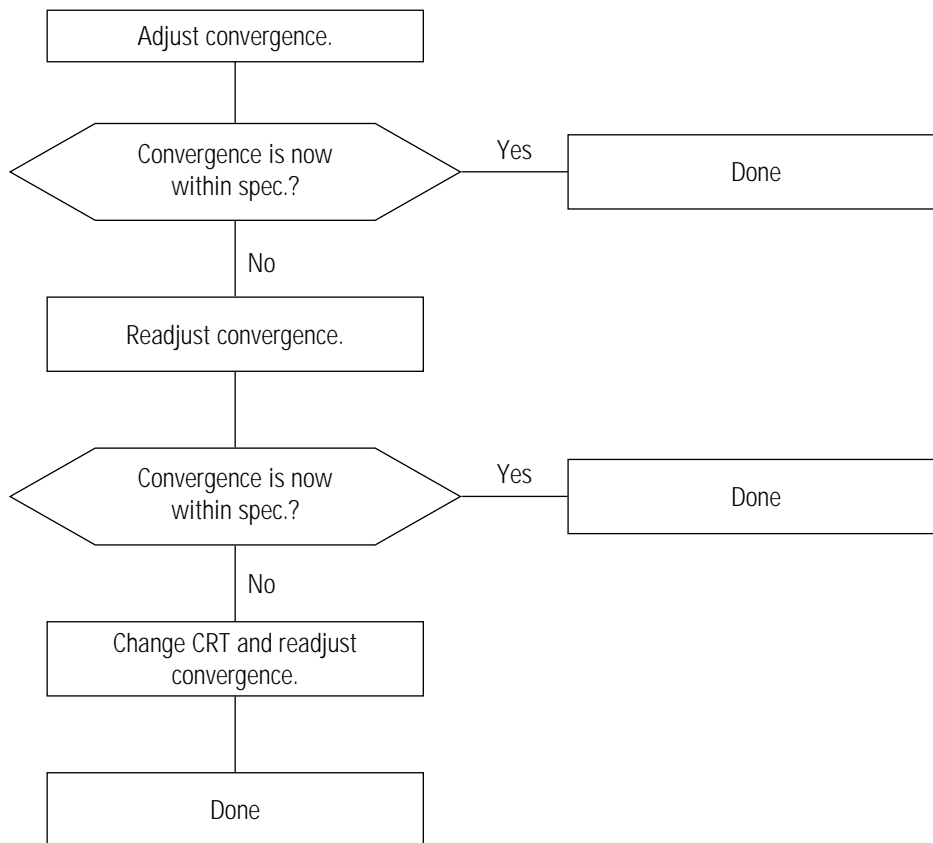 Adjust convergence.
Convergence is now
within spec.?
Yes
Done
No
Readjust convergence.
Convergence is now
within spec.?
Yes
Done
No
Change CRT and readjust
convergence.
Done